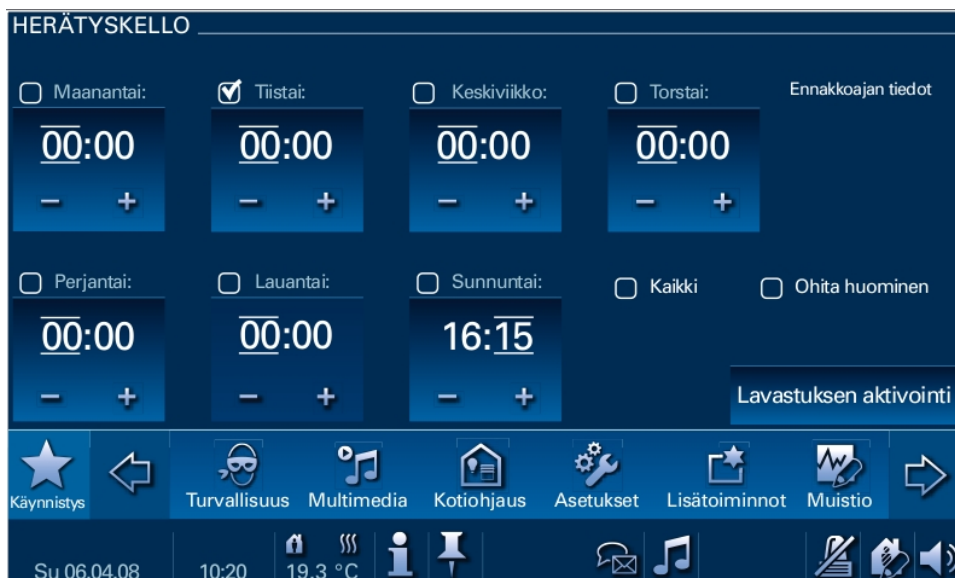 HERÄTYSKELLO
Maanantai: Tiistai: Keskiviikko: Torstai: Ennakkoajan tiedot
00:00 00:00 00:00 00:00
− + − + − + − +
Perjantai: Lauantai: Sunnuntai: Kaikki Ohita huominen
00:00 00:00 16:15
− + − + − +
Lavastuksen aktivointi
Käynnistys Turvallisuus Multimedia Kotiohjaus Asetukset Lisätoiminnot Muistio
Su 06.04.08 10:20 19.3 °C